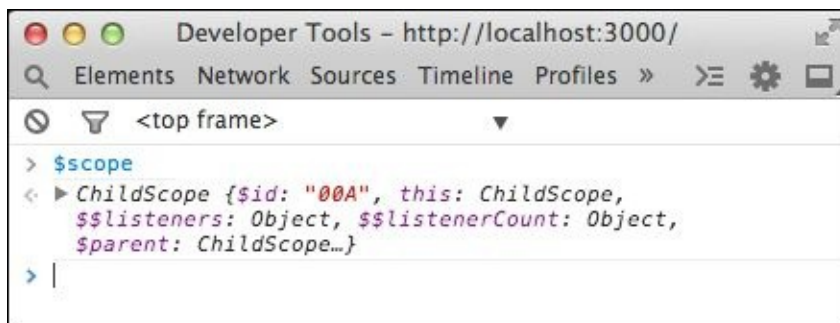 Developer Tools – http://localhost:3000/
Elements Network Sources Timeline Profiles »
<top frame> ▼
> $scope
<· ▶ ChildScope {$id: "00A", this: ChildScope,
$$listeners: Object, $$listenerCount: Object,
$parent: ChildScope…}
>